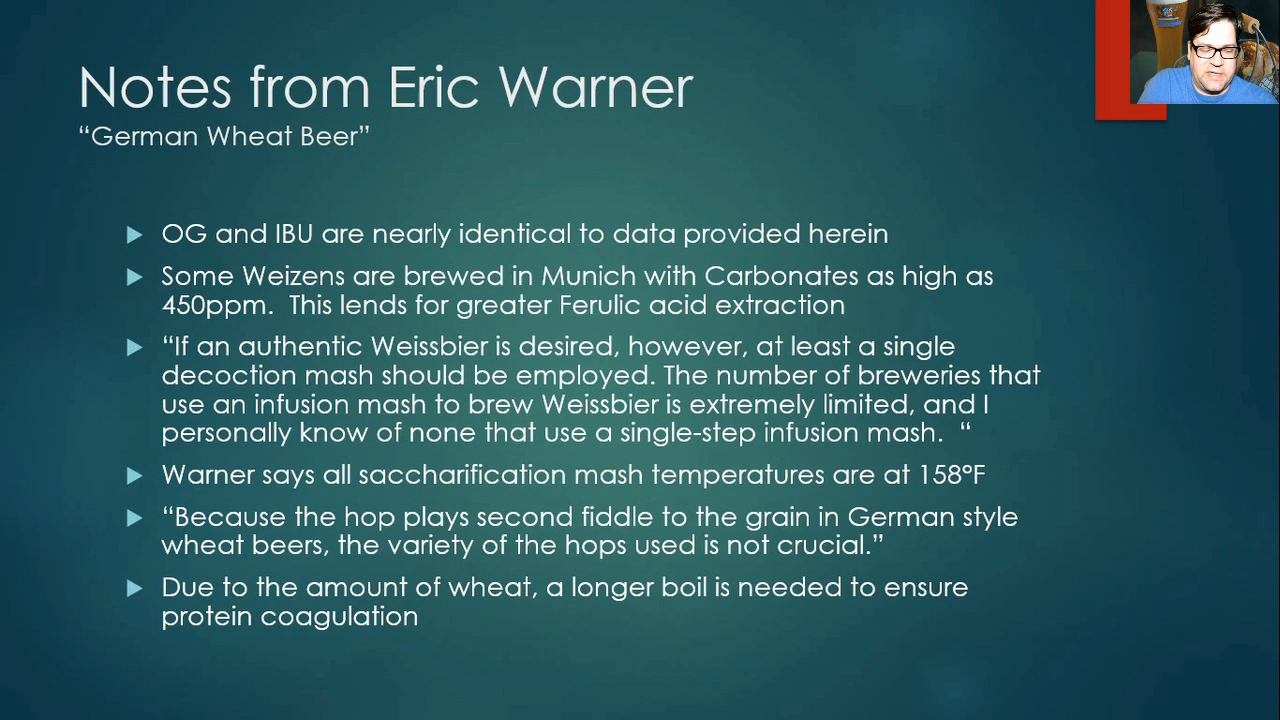 Notes from Eric Warner
“German Wheat Beer”
OG and IBU are nearly identical to data provided herein
Some Weizens are brewed in Munich with Carbonates as high as
450ppm.  This lends for greater Ferulic acid extraction
“If an authentic Weissbier is desired, however, at least a single
decoction mash should be employed. The number of breweries that
use an infusion mash to brew Weissbier is extremely limited, and I
personally know of none that use a single-step infusion mash.  “
Warner says all saccharification mash temperatures are at 158°F
“Because the hop plays second fiddle to the grain in German style
wheat beers, the variety of the hops used is not crucial.”
Due to the amount of wheat, a longer boil is needed to ensure
protein coagulation